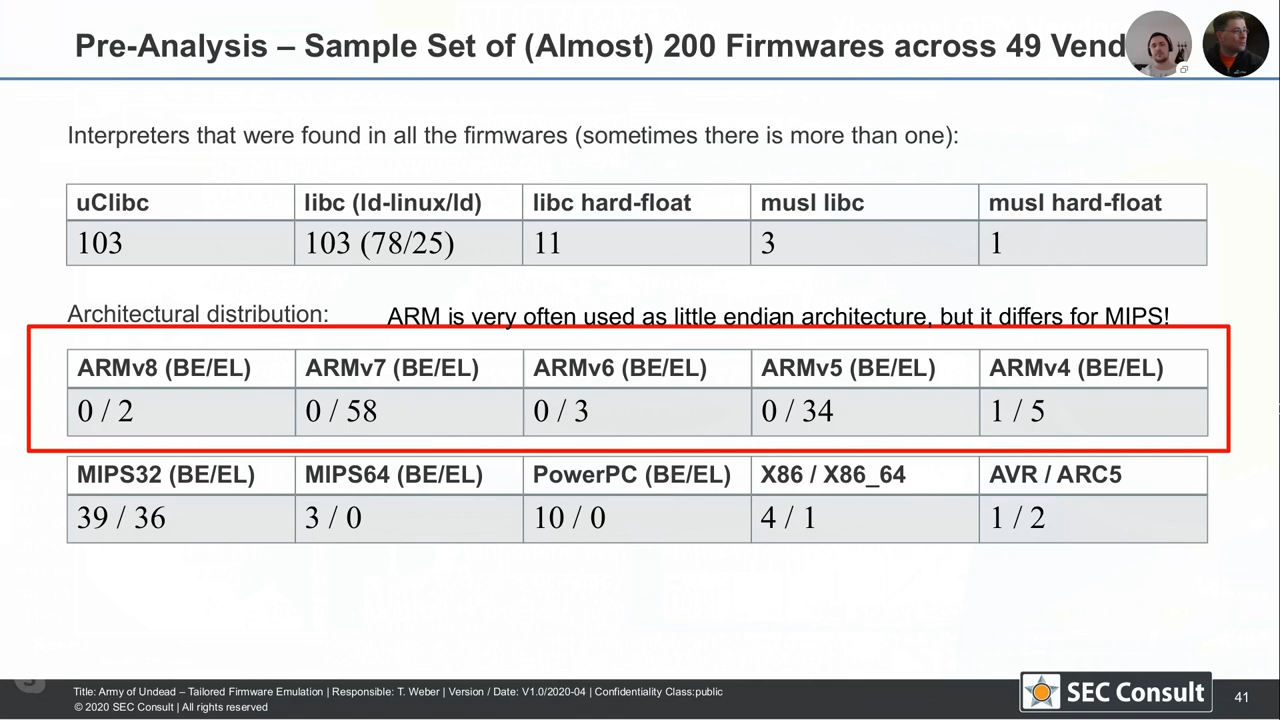 Pre-Analysis – Sample Set of (Almost) 200 Firmwares across 49 Vend
Interpreters that were found in all the firmwares (sometimes there is more than one):
uClibc libc (ld-linux/ld) libc hard-float musl libc musl hard-float
103 103 (78/25) 11 3 1
Architectural distribution: ARM is very often used as little endian architecture, but it differs for MIPS!
ARMv8 (BE/EL) ARMv7 (BE/EL) ARMv6 (BE/EL) ARMv5 (BE/EL) ARMv4 (BE/EL)
0 / 2 0 / 58 0 / 3 0 / 34 1 / 5
MIPS32 (BE/EL) MIPS64 (BE/EL) PowerPC (BE/EL) X86 / X86_64 AVR / ARC5
39 / 36 3 / 0 10 / 0 4 / 1 1 / 2
Title: Army of Undead – Tailored Firmware Emulation | Responsible: T. Weber | Version / Date: V1.0/2020-04 | Confidentiality Class:public
© 2020 SEC Consult | All rights reserved
SEC Consult
41